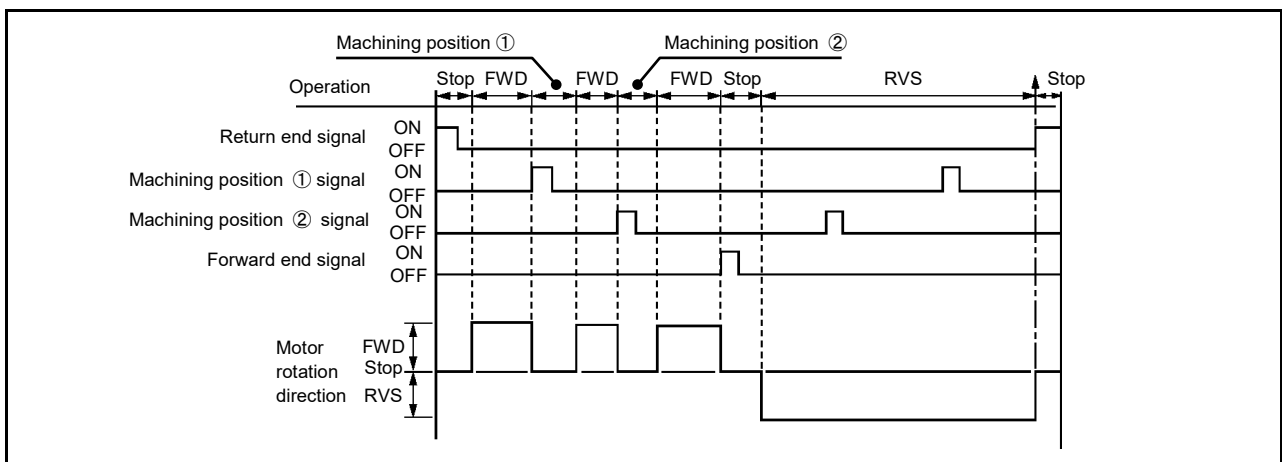 Machining position ① Machining position ②
Operation Stop FWD FWD FWD Stop RVS Stop
Return end signal ON
OFF
Machining position ① signal ON
OFF
Machining position ② signal ON
OFF
Forward end signal ON
OFF
Motor rotation direction
FWD
Stop
RVS